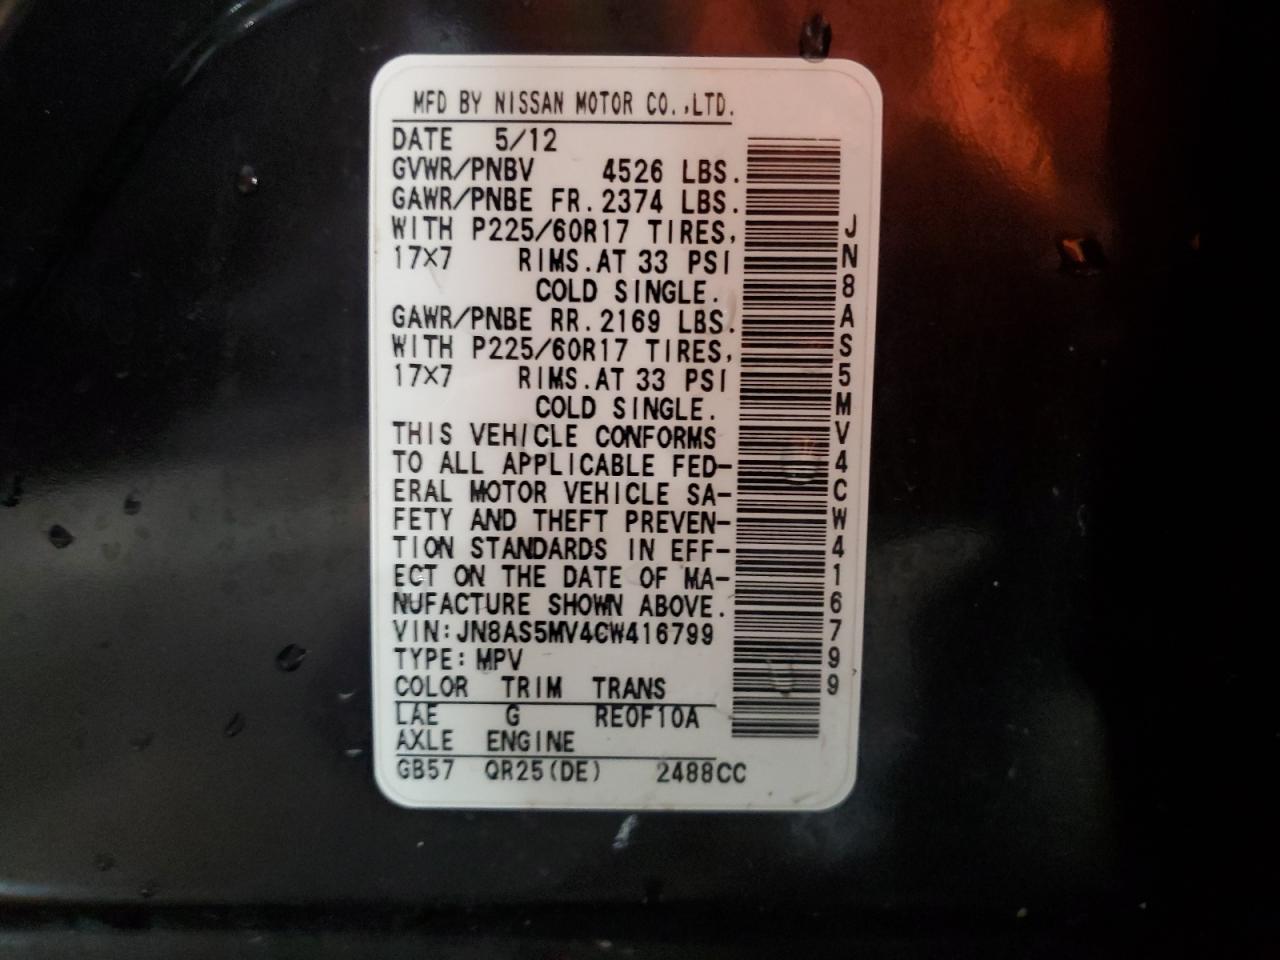 MFD BY NISSAN MOTOR CO.,LTD.
DATE 5/12
GVWR/PNBV 4526 LBS.
GAWR/PNBE FR. 2374 LBS.
WITH P225/60R17 TIRES,
17X7 RIMS. AT 33 PSI
COLD SINGLE.
GAWR/PNBE RR. 2169 LBS.
WITH P225/60R17 TIRES,
17X7 RIMS. AT 33 PSI
COLD SINGLE.
THIS VEHICLE CONFORMS
TO ALL APPLICABLE FED-
ERAL MOTOR VEHICLE SA-
FETY AND THEFT PREVEN-
TION STANDARDS IN EFF-
ECT ON THE DATE OF MA-
NUFACTURE SHOWN ABOVE.
VIN: JN8AS5MV4CW416799
TYPE: MPV
COLOR TRIM TRANS
LAE G RE0F10A
AXLE ENGINE
GB57 QR25(DE) 2488CC
JN8AS5MV4CW416799